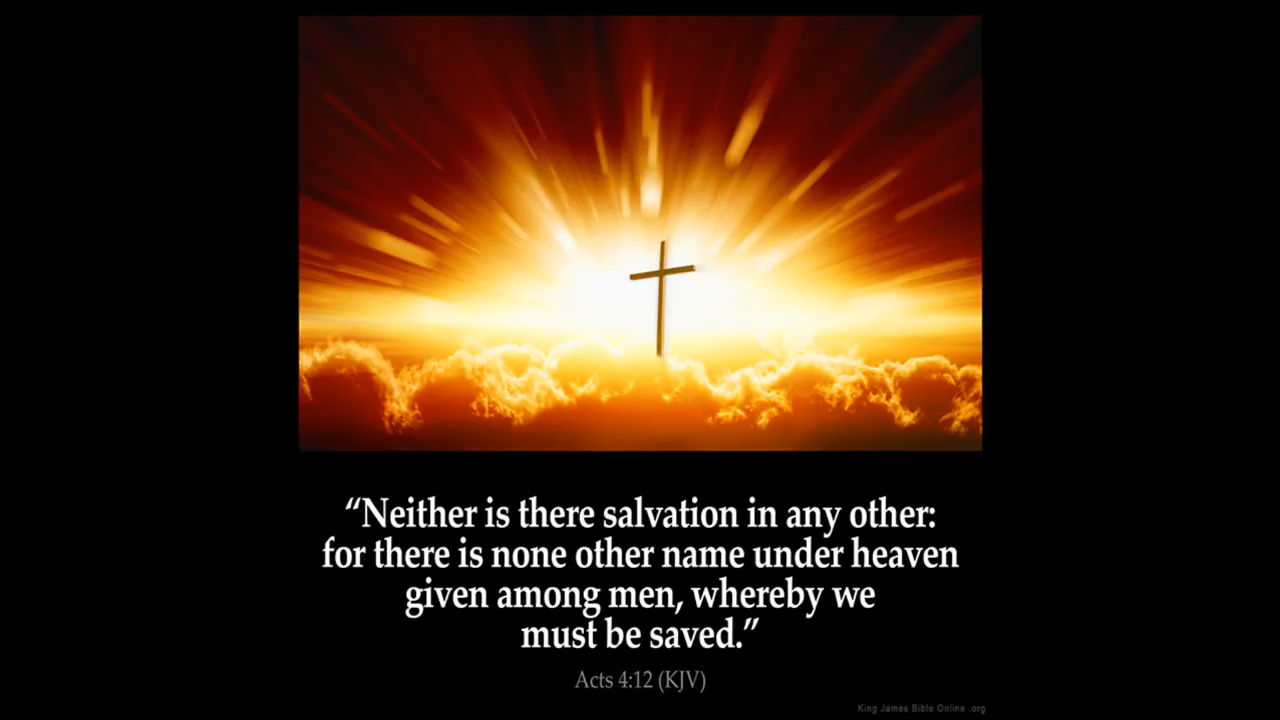 “Neither is there salvation in any other:
for there is none other name under heaven
given among men, whereby we
must be saved.”
Acts 4:12 (KJV)
King James Bible Online .org